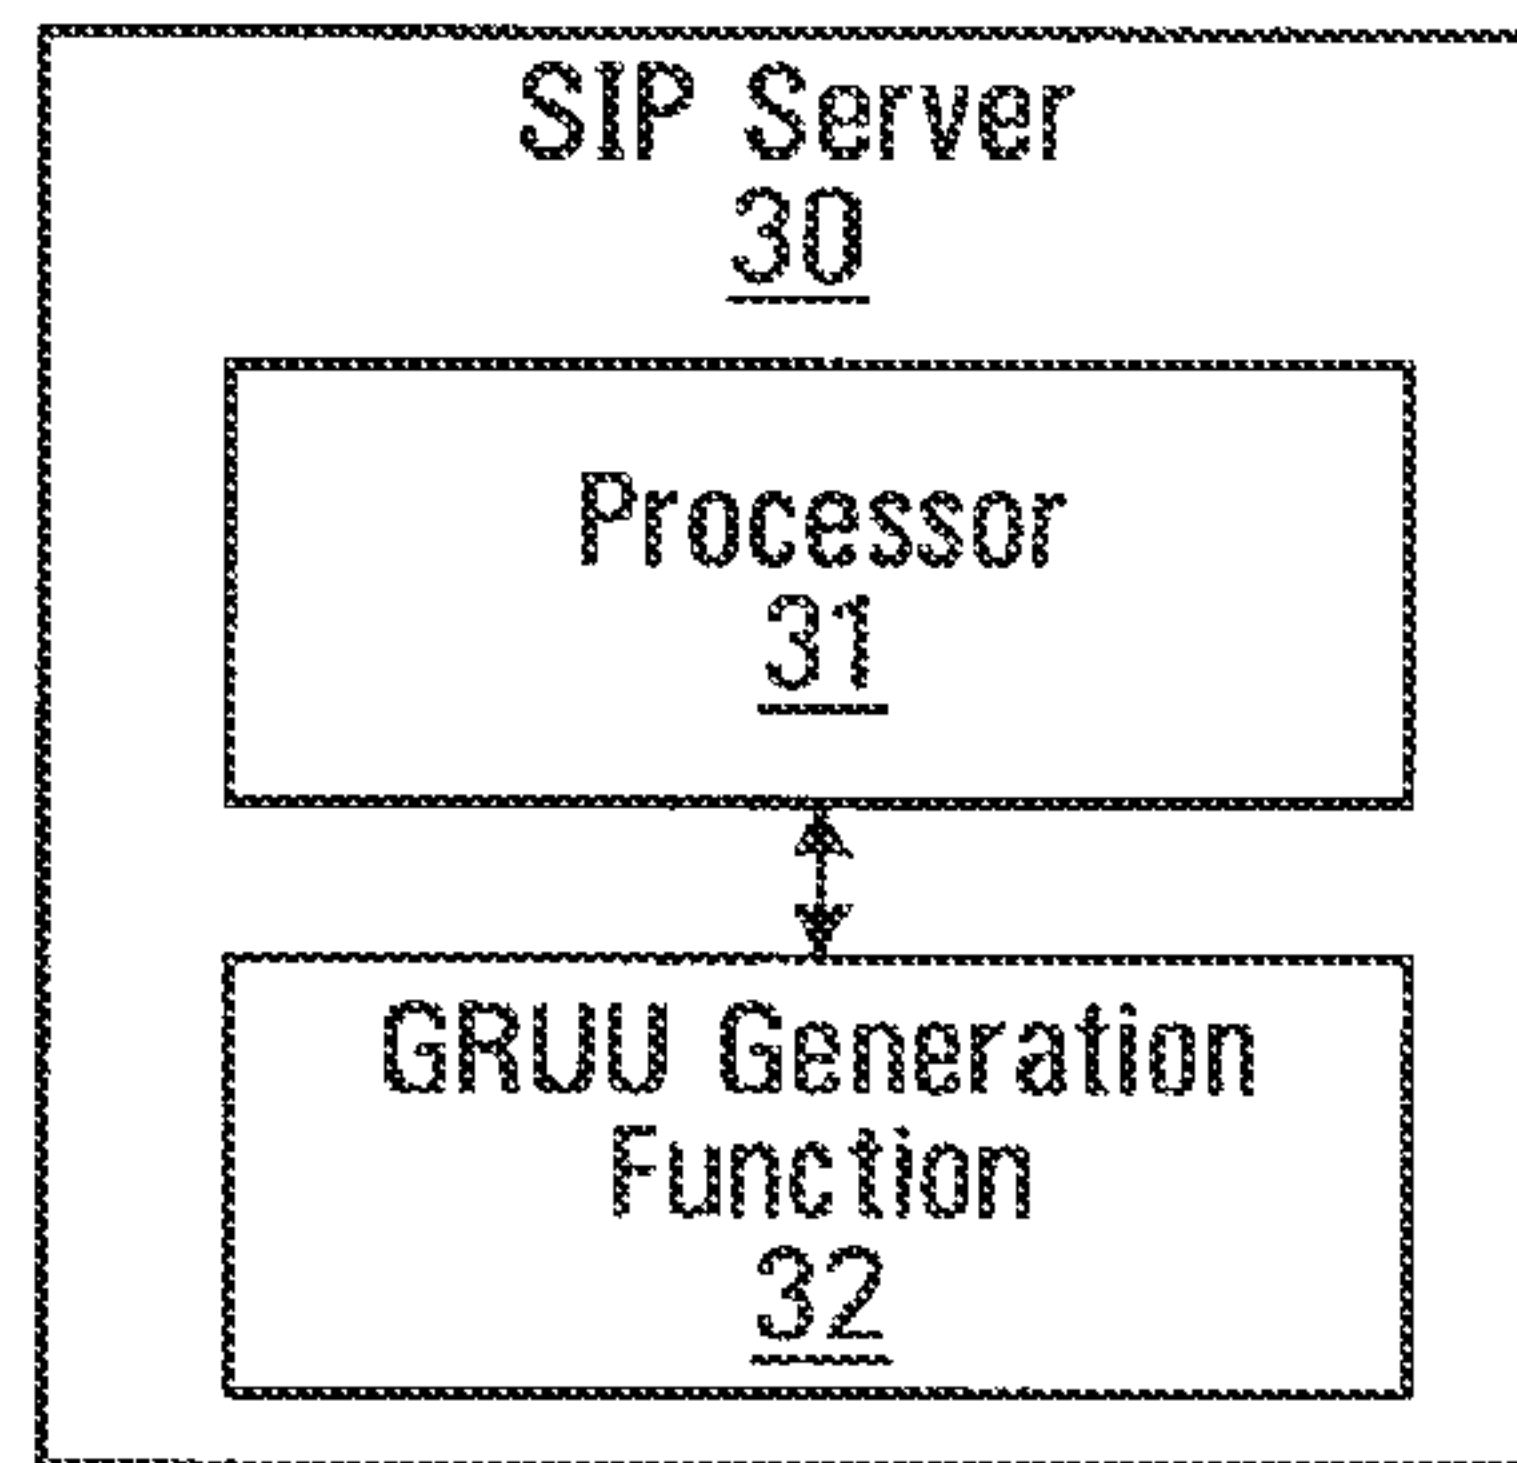 SIP Server
30
Processor
31
GRUU Generation
Function
32